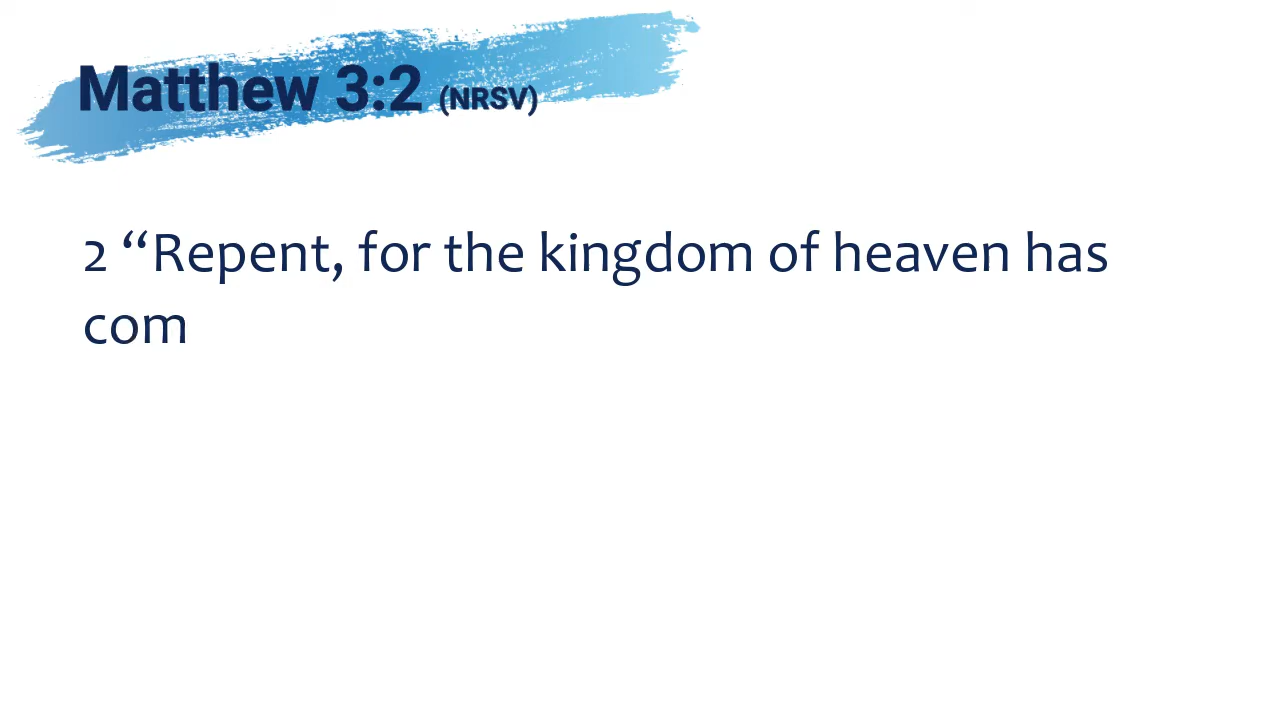 Matthew 3:2 (NRSV)
2 “Repent, for the kingdom of heaven has
com